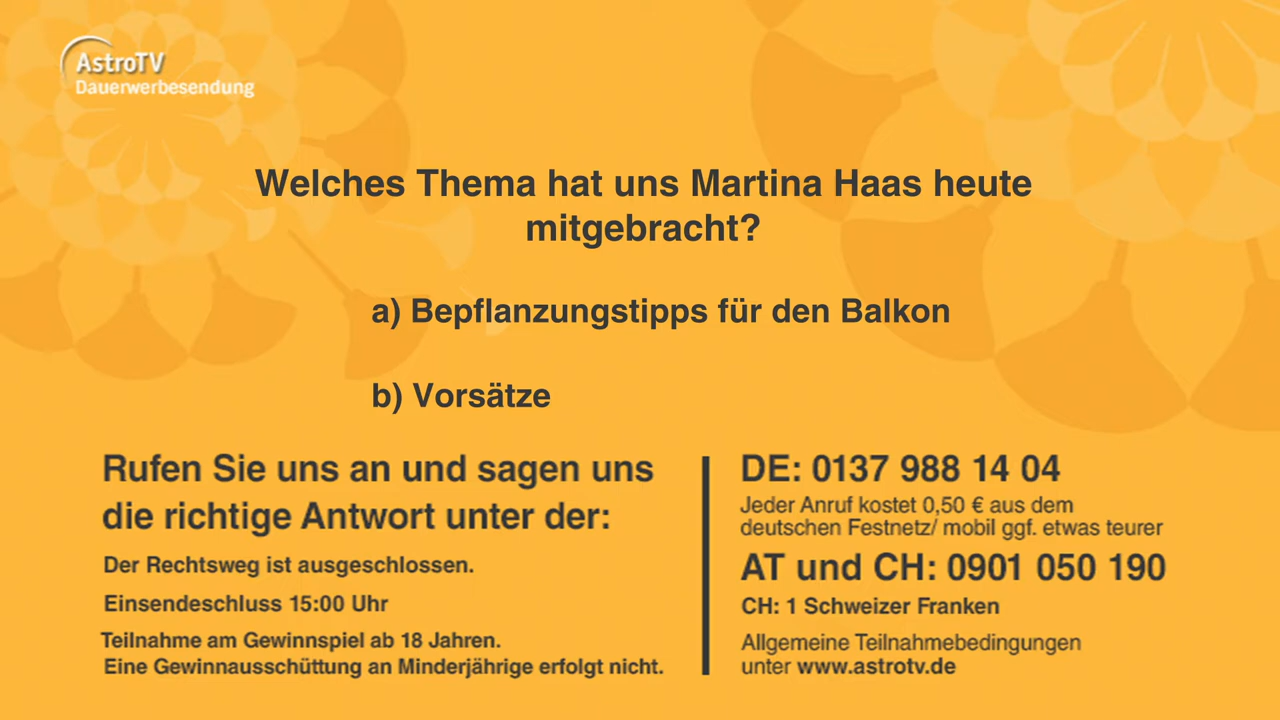 AstroTV
Dauerwerbesendung
Welches Thema hat uns Martina Haas heute
mitgebracht?
a) Bepflanzungstipps für den Balkon
b) Vorsätze
Rufen Sie uns an und sagen uns
die richtige Antwort unter der:
Der Rechtsweg ist ausgeschlossen.
Einsendeschluss 15:00 Uhr
Teilnahme am Gewinnspiel ab 18 Jahren.
Eine Gewinnausschüttung an Minderjährige erfolgt nicht.
DE: 0137 988 14 04
Jeder Anruf kostet 0,50 € aus dem
deutschen Festnetz/ mobil ggf. etwas teurer
AT und CH: 0901 050 190
CH: 1 Schweizer Franken
Allgemeine Teilnahmebedingungen
unter www.astrotv.de